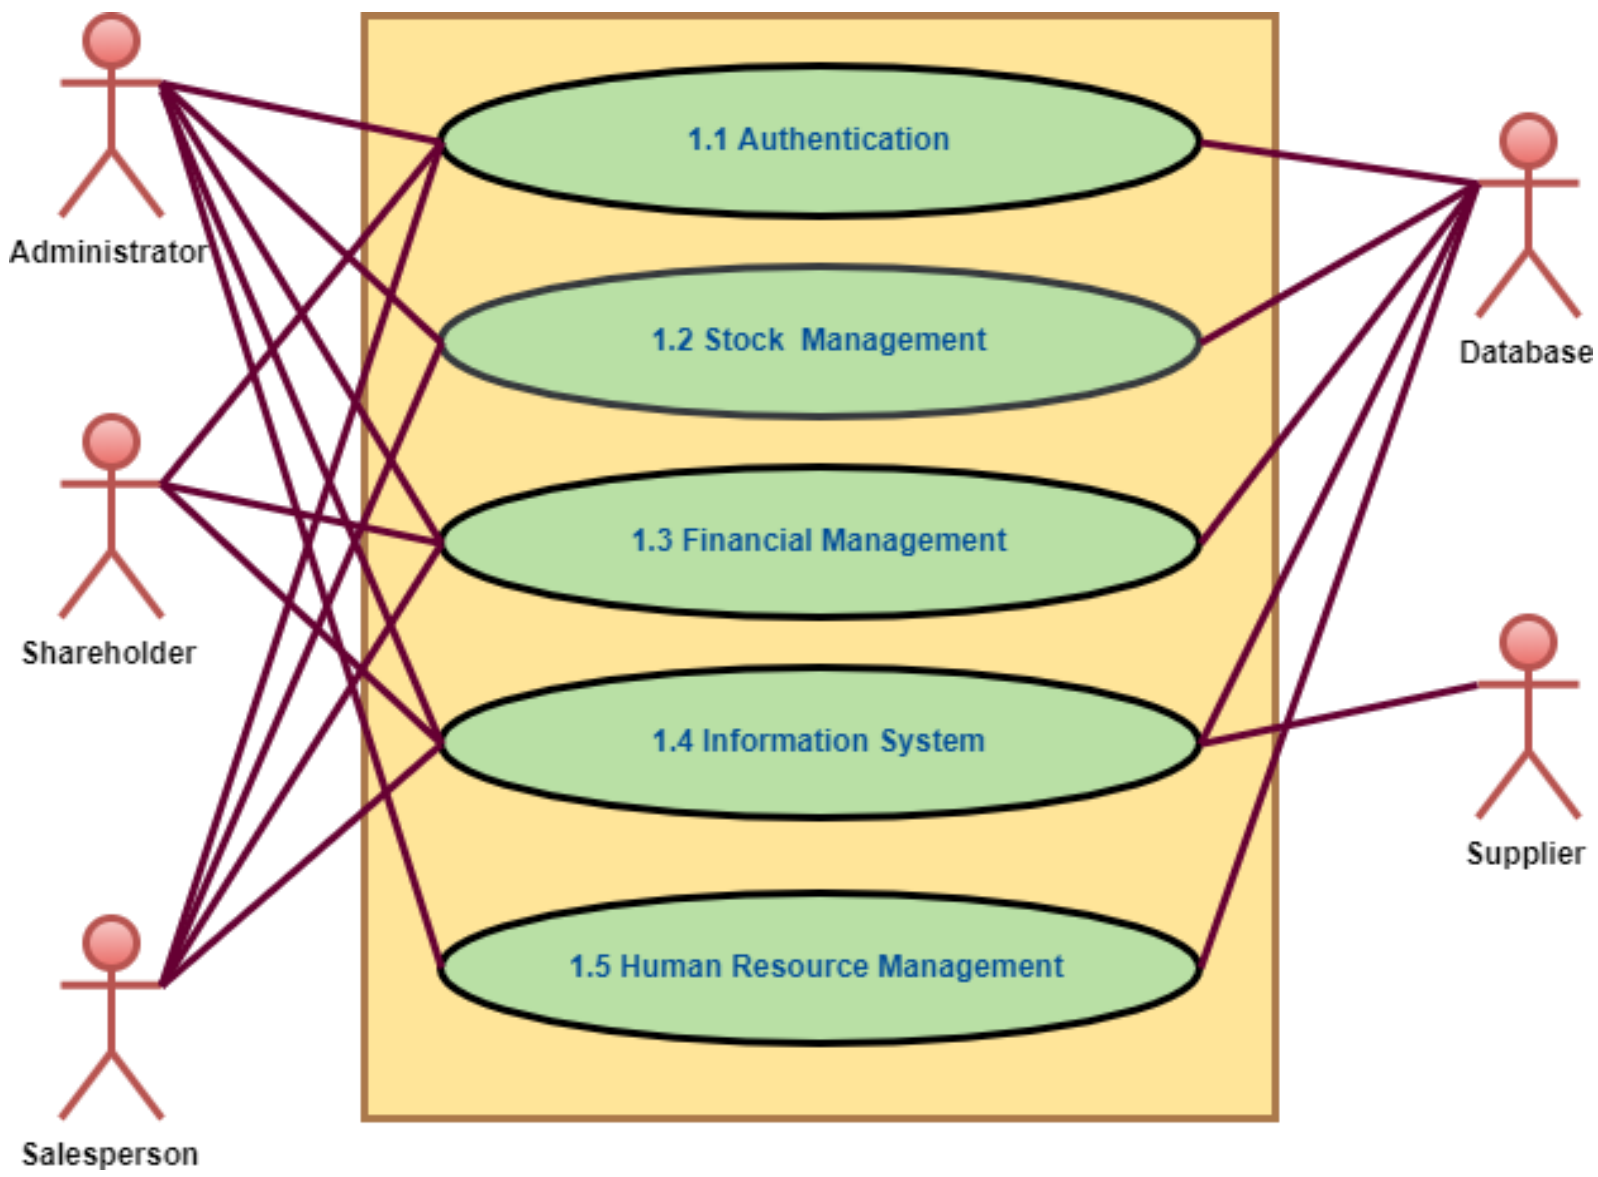 Administrator
Shareholder
Salesperson
1.1 Authentication
1.2 Stock  Management
1.3 Financial Management
1.4 Information System
1.5 Human Resource Management
Database
Supplier